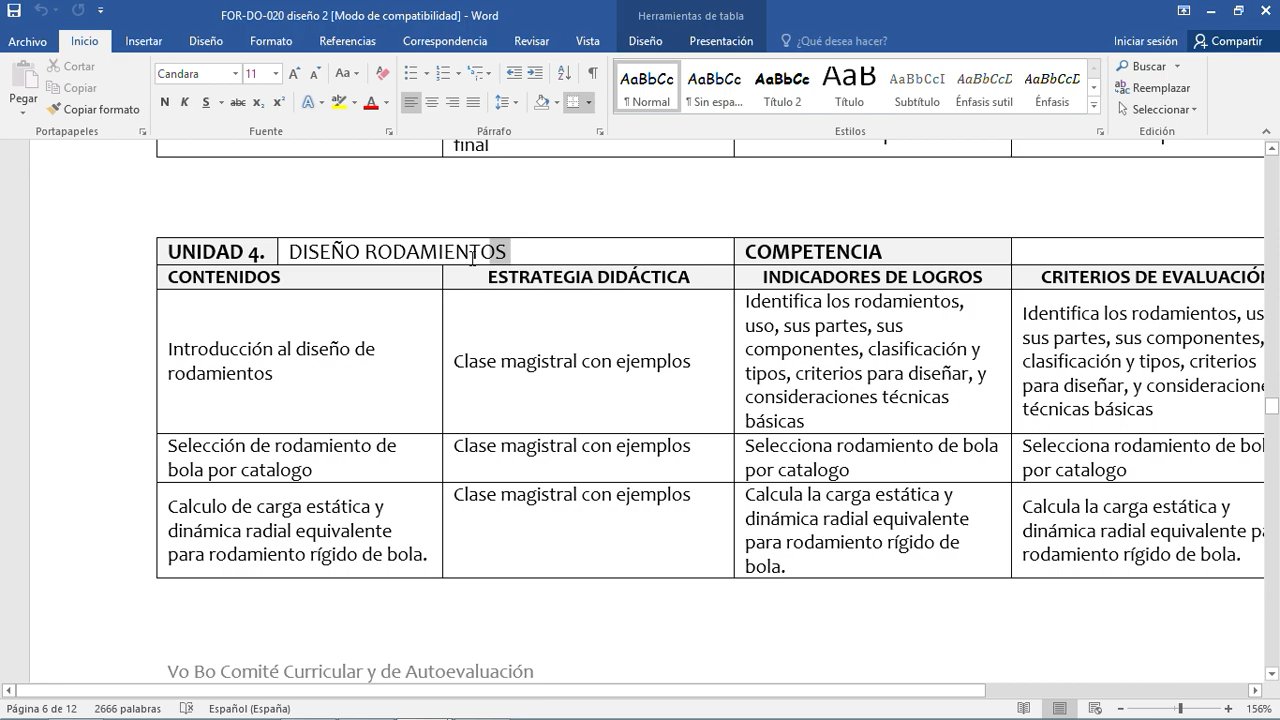 FOR-DO-020 diseño 2 [Modo de compatibilidad] - Word
Herramientas de tabla
Archivo Inicio Insertar Diseño Formato Referencias Correspondencia Revisar Vista Diseño Presentación ¿Qué desea hacer? Iniciar sesión Compartir
Pegar
Cortar
Copiar
Copiar formato
Portapapeles
Candara 11
N K S abc x₂ x²
Fuente
Párrafo
AaBbCc AaBbCc AaBbCc AaB AaBbCcI AaBbCcC AaBbCcC
¶ Normal ¶ Sin espa... Título 2 Título Subtítulo Énfasis sutil Énfasis
Estilos
Buscar
Reemplazar
Seleccionar
Edición
final
UNIDAD 4. DISEÑO RODAMIENTOS COMPETENCIA
CONTENIDOS ESTRATEGIA DIDÁCTICA INDICADORES DE LOGROS CRITERIOS DE EVALUACIÓN
Introducción al diseño de
rodamientos
Clase magistral con ejemplos
Identifica los rodamientos,
uso, sus partes, sus
componentes, clasificación y
tipos, criterios para diseñar, y
consideraciones técnicas
básicas
Identifica los rodamientos, us
sus partes, sus componentes,
clasificación y tipos, criterios
para diseñar, y consideracione
técnicas básicas
Selección de rodamiento de
bola por catalogo
Clase magistral con ejemplos
Selecciona rodamiento de bola
por catalogo
Selecciona rodamiento de bol
por catalogo
Calculo de carga estática y
dinámica radial equivalente
para rodamiento rígido de bola.
Clase magistral con ejemplos
Calcula la carga estática y
dinámica radial equivalente
para rodamiento rígido de
bola.
Calcula la carga estática y
dinámica radial equivalente pa
rodamiento rígido de bola.
Vo Bo Comité Curricular y de Autoevaluación
Página 6 de 12 2666 palabras Español (España) 156%